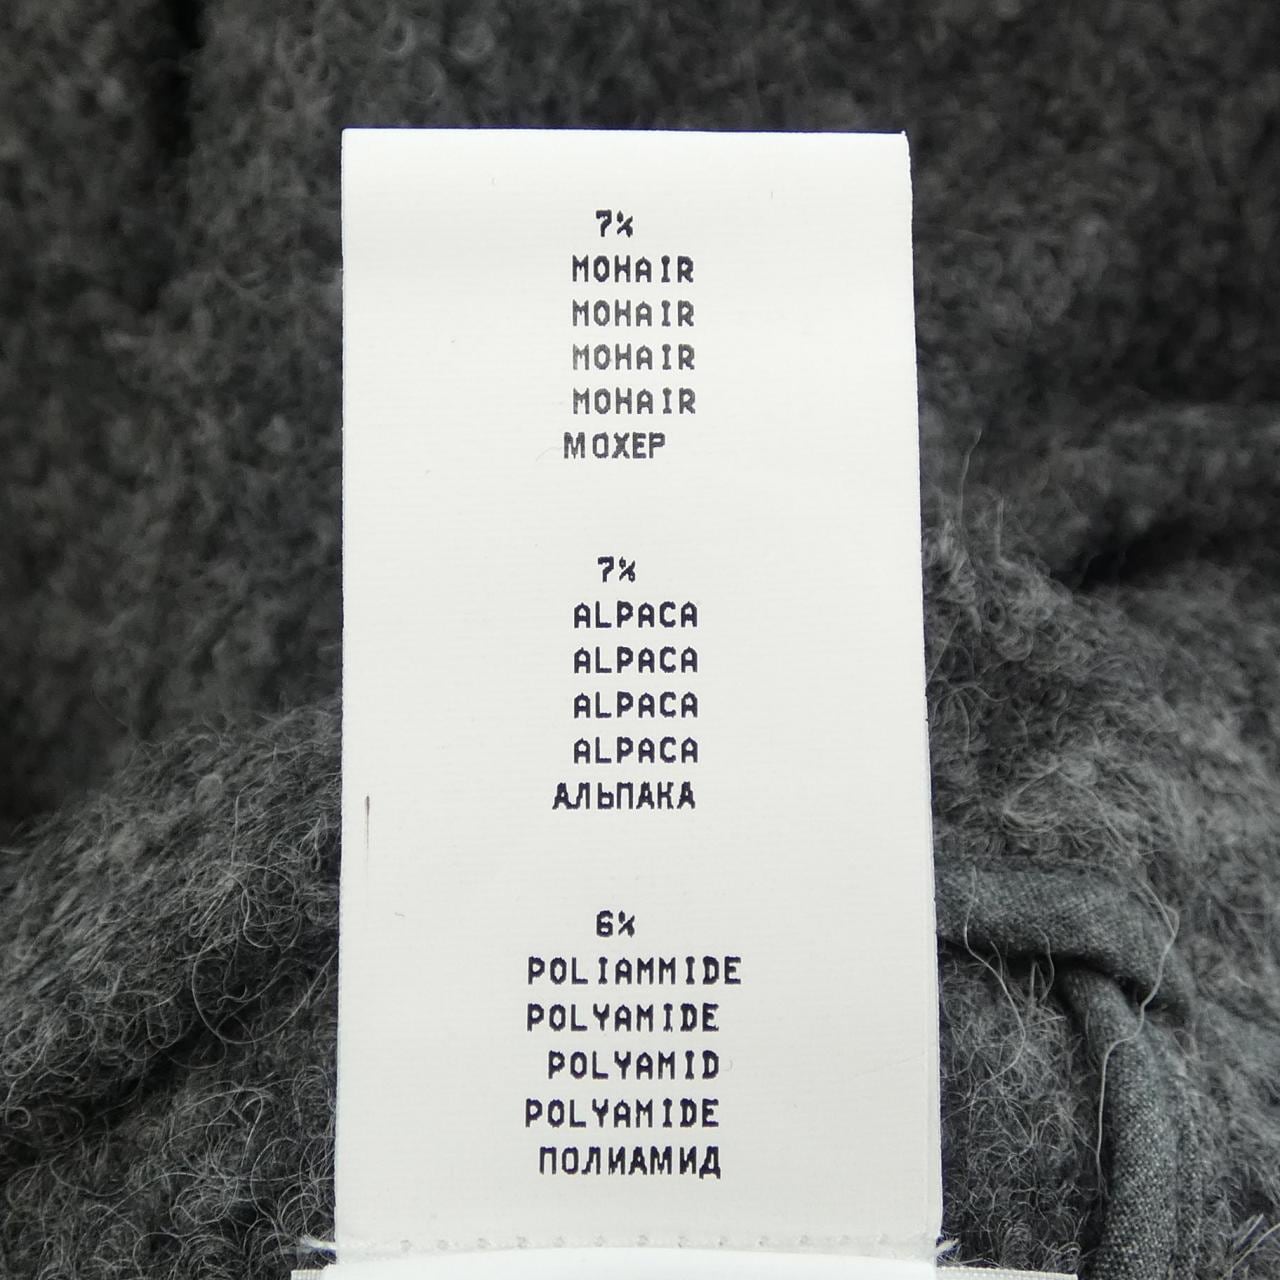 7%
MOHAIR
MOHAIR
MOHAIR
MOHAIR
МОХЕР
7%
ALPACA
ALPACA
ALPACA
ALPACA
АЛЬПАКА
6%
POLIAMMIDE
POLYAMIDE
POLYAMID
POLYAMIDE
ПОЛИАМИД